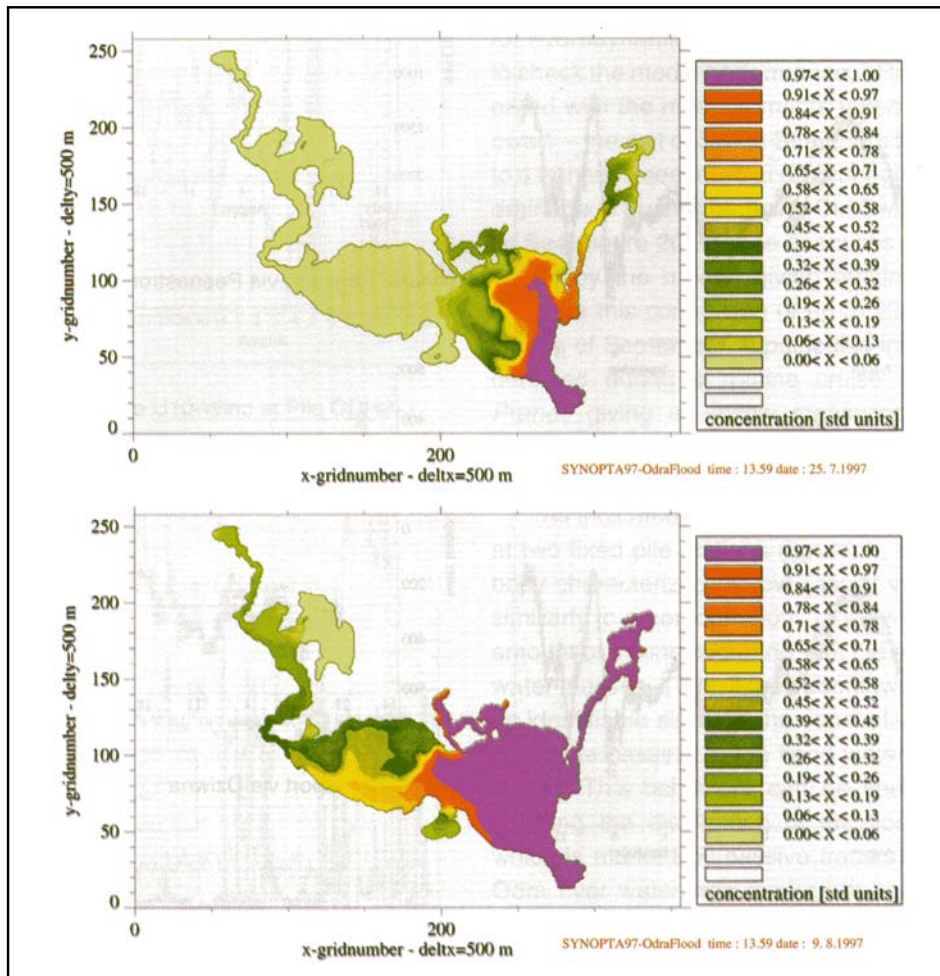 250
200
150
100
50
0
y-gridnumber - delty=500 m
0
200
x-gridnumber - deltx=500 m
0.97< X < 1.00
0.91< X < 0.97
0.84< X < 0.91
0.78< X < 0.84
0.71< X < 0.78
0.65< X < 0.71
0.58< X < 0.65
0.52< X < 0.58
0.45< X < 0.52
0.39< X < 0.45
0.32< X < 0.39
0.26< X < 0.32
0.19< X < 0.26
0.13< X < 0.19
0.06< X < 0.13
0.00< X < 0.06
concentration [std units]
SYNOPTA97-OdraFlood time : 13.59 date : 25. 7.1997
250
200
150
100
50
0
y-gridnumber - delty=500 m
0
200
x-gridnumber - deltx=500 m
0.97< X < 1.00
0.91< X < 0.97
0.84< X < 0.91
0.78< X < 0.84
0.71< X < 0.78
0.65< X < 0.71
0.58< X < 0.65
0.52< X < 0.58
0.45< X < 0.52
0.39< X < 0.45
0.32< X < 0.39
0.26< X < 0.32
0.19< X < 0.26
0.13< X < 0.19
0.06< X < 0.13
0.00< X < 0.06
concentration [std units]
SYNOPTA97-OdraFlood time : 13.59 date : 9. 8.1997